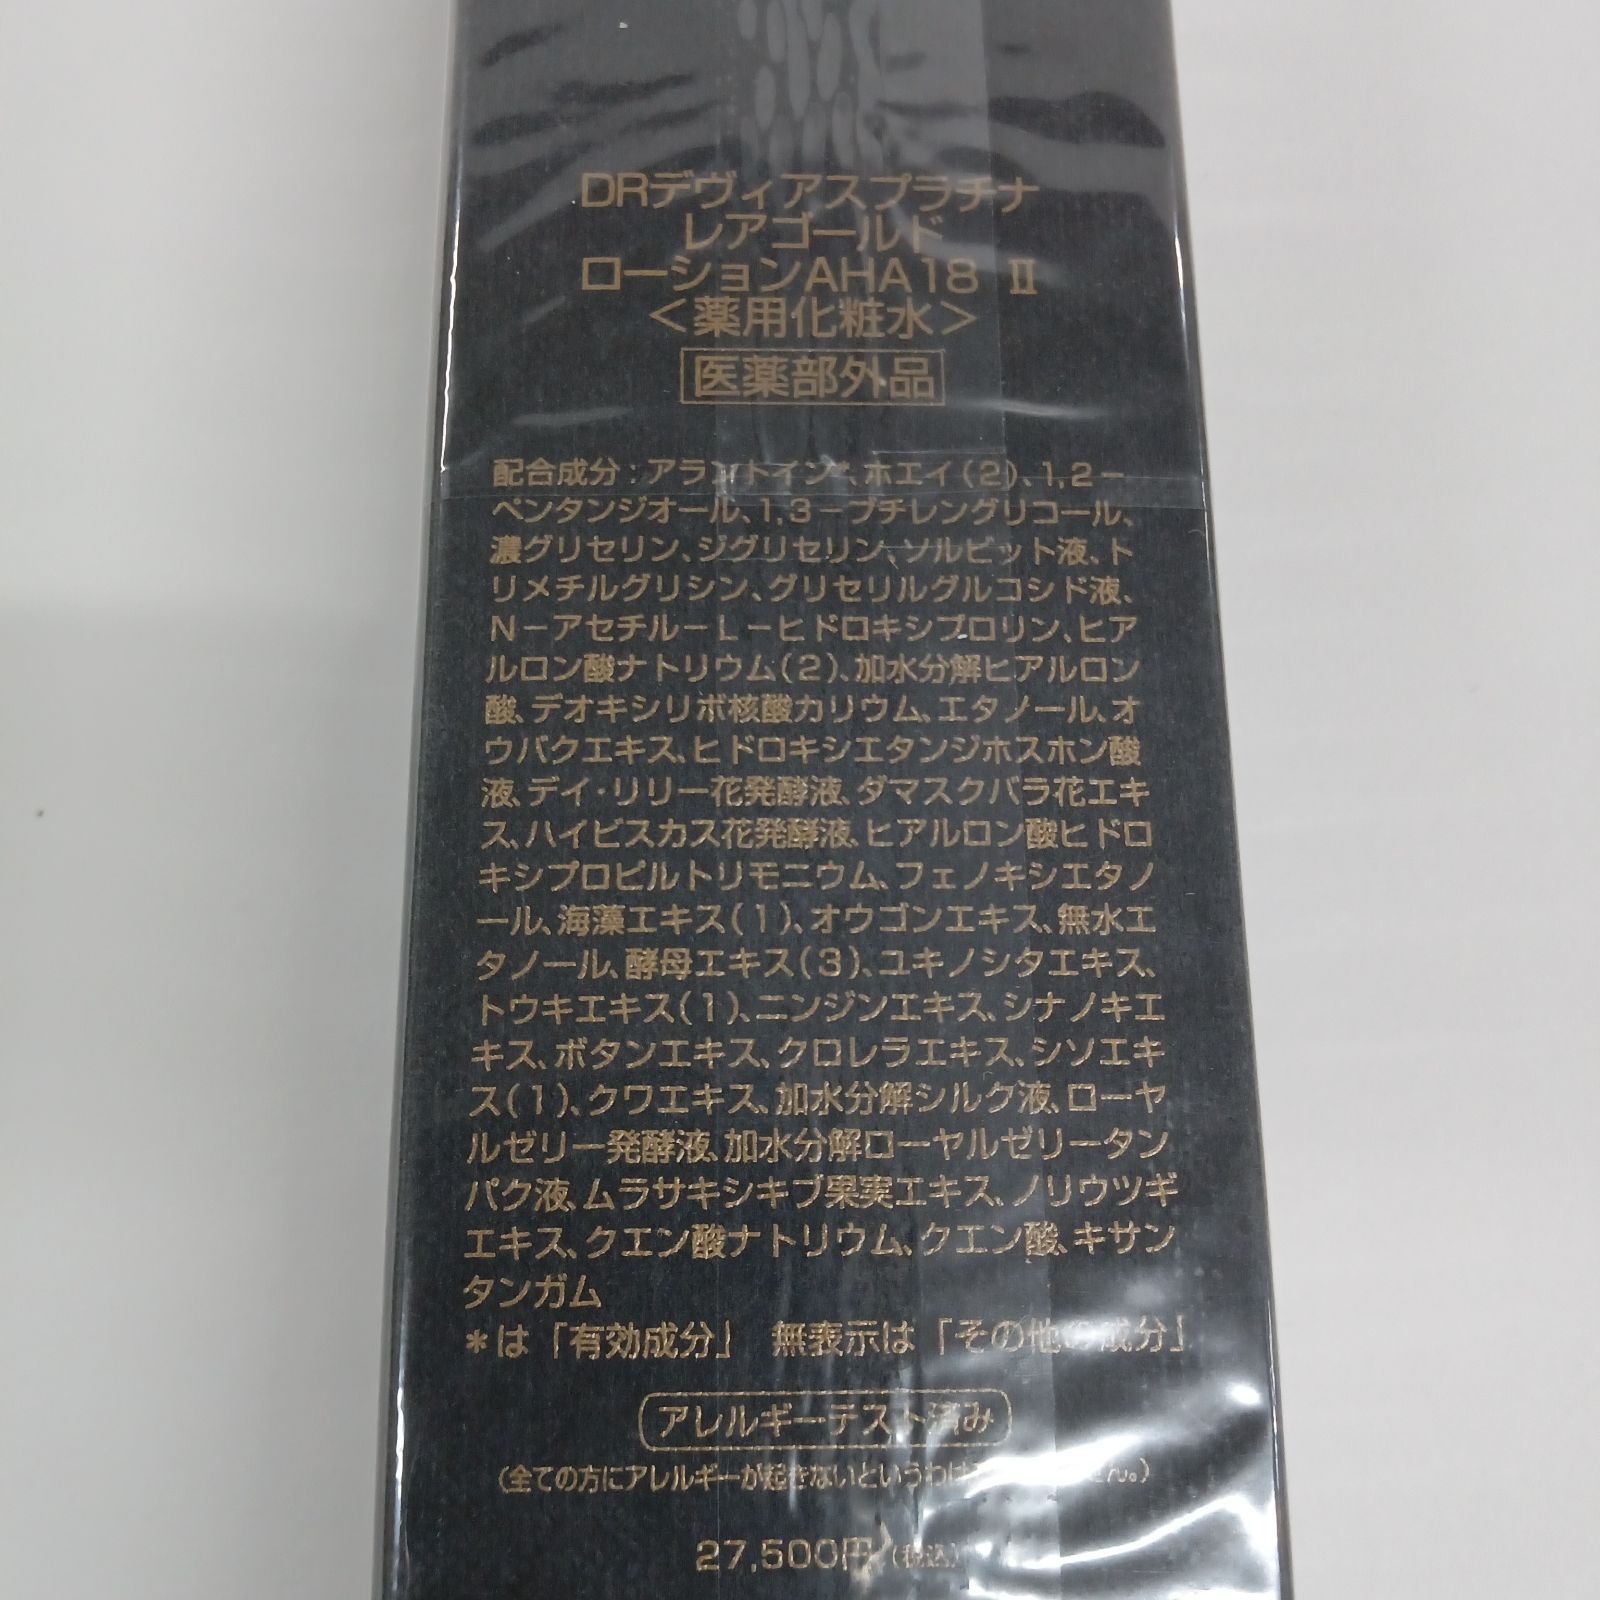 DRデヴィアスプラチナ
レアゴールド
ローションAHA18 Ⅱ
<薬用化粧水>
医薬部外品
配合成分:アラントイン*、ホエイ(2)、1,2-
ペンタンジオール、1,3-ブチレングリコール、
濃グリセリン、ジグリセリン、ソルビット液、ト
リメチルグリシン、グリセリルグルコシド液、
N-アセチル-L-ヒドロキシプロリン、ヒア
ルロン酸ナトリウム(2)、加水分解ヒアルロン
酸、デオキシリボ核酸カリウム、エタノール、オ
ウバクエキス、ヒドロキシエタンジホスホン酸
液、デイ・リリー花発酵液、ダマスクバラ花エキ
ス、ハイビスカス花発酵液、ヒアルロン酸ヒドロ
キシプロピルトリモニウム、フェノキシエタノ
ール、海藻エキス(1)、オウゴンエキス、無水エ
タノール、酵母エキス(3)、ユキノシタエキス、
トウキエキス(1)、ニンジンエキス、シナノキエ
キス、ボタンエキス、クロレラエキス、シソエキ
ス(1)、クワエキス、加水分解シルク液、ローヤ
ルゼリー発酵液、加水分解ローヤルゼリータン
パク液、ムラサキシキブ果実エキス、ノリウツギ
エキス、クエン酸ナトリウム、クエン酸、キサン
タンガム
*は「有効成分」 無表示は「その他の成分」
アレルギーテスト済み
(全ての方にアレルギーが起きないというわけ せん。)
27,500円(税込)